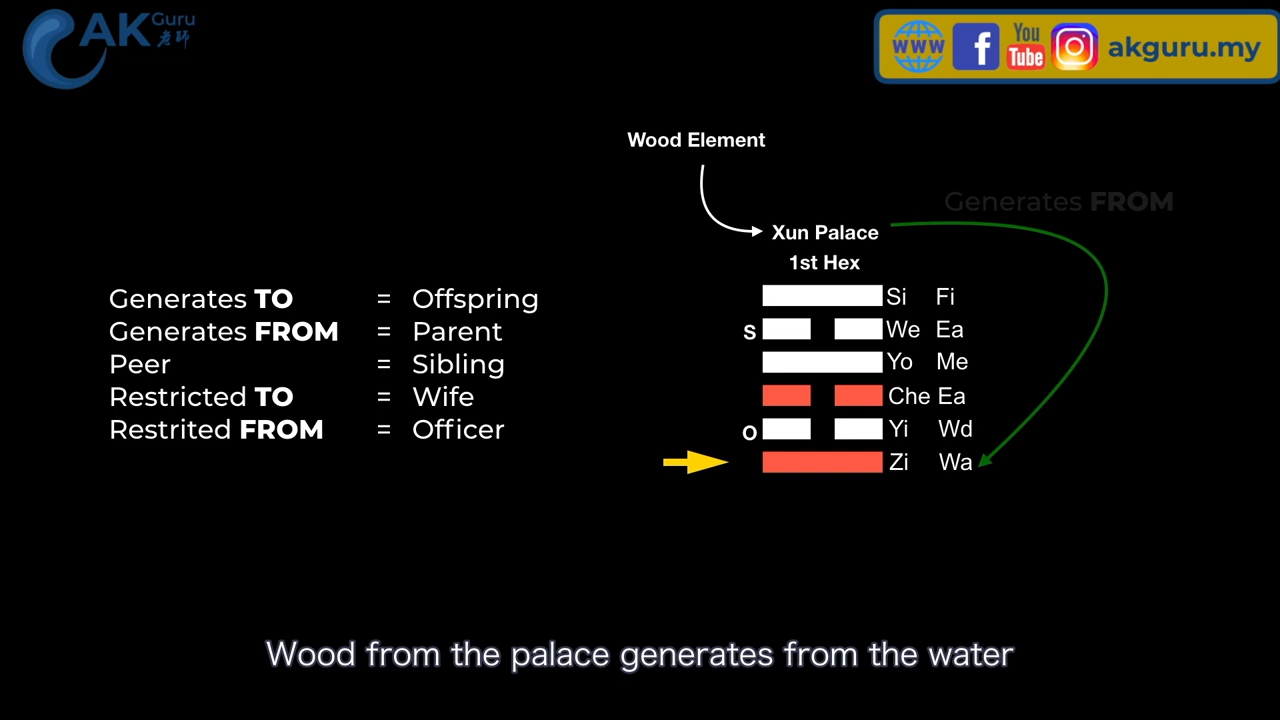 AK Guru
老師
WWW
f
You
Tube
akguru.my
Wood Element
Generates FROM
Xun Palace
1st Hex
Generates TO = Offspring
Generates FROM = Parent
Peer = Sibling
Restricted TO = Wife
Restrited FROM = Officer
Si Fi
S We Ea
Yo Me
Che Ea
O Yi Wd
Zi Wa
Wood from the palace generates from the water